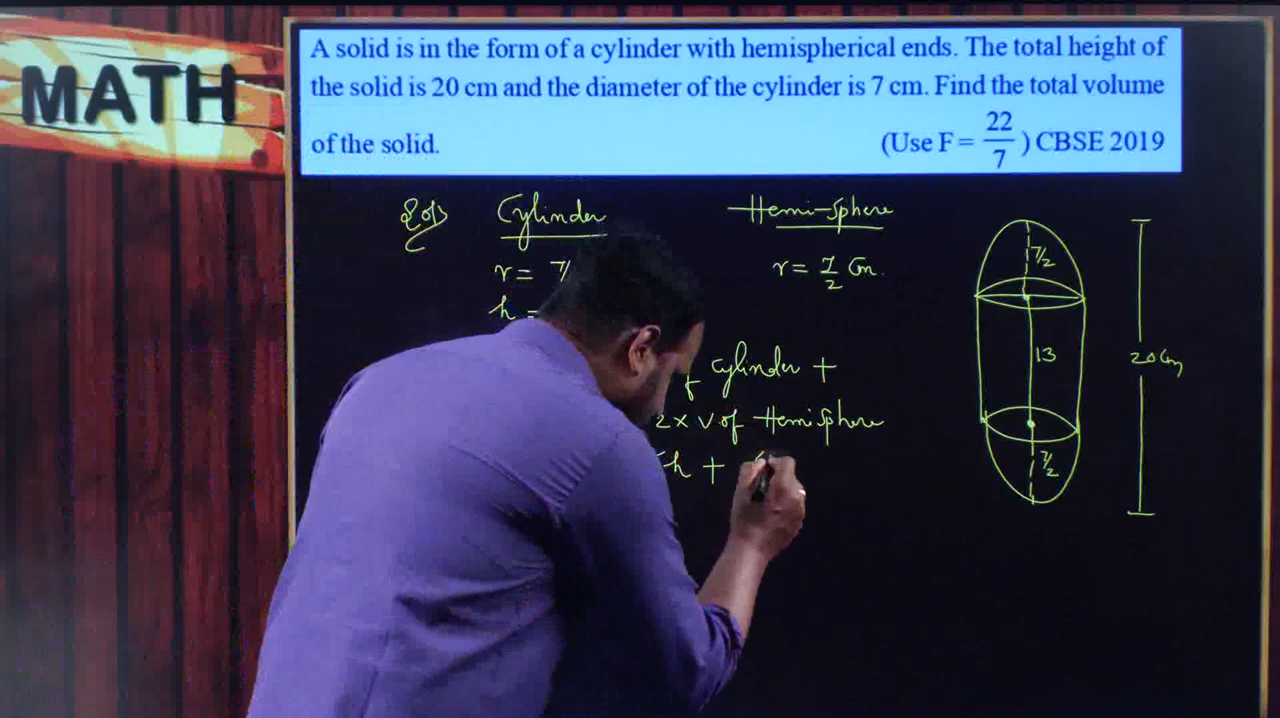 MATH
A solid is in the form of a cylinder with hemispherical ends. The total height of
the solid is 20 cm and the diameter of the cylinder is 7 cm. Find the total volume
of the solid. (Use F = 22/7) CBSE 2019
Sol Cylinder Hemi-Sphere
r = 7/ r = 7/2 Cm.
h =
cylinder +
2 x V of Hemisphere
h +
7/2
13
20 Cm
7/2